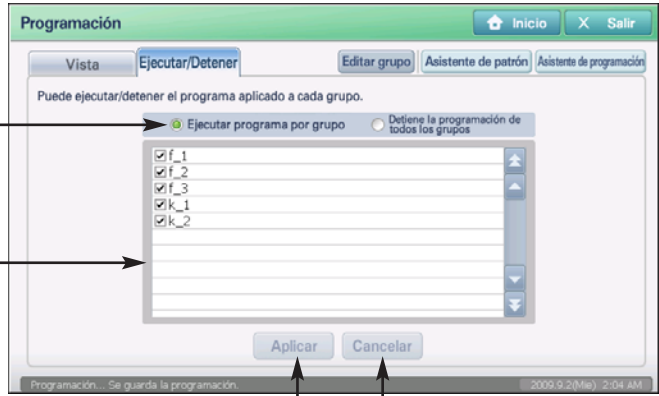 Programación
Inicio
X Salir
Vista
Ejecutar/Detener
Editar grupo
Asistente de patrón
Asistente de programación
Puede ejecutar/detener el programa aplicado a cada grupo.
Ejecutar programa por grupo
Detiene la programación de
todos los grupos
f_1
f_2
f_3
k_1
k_2
Aplicar
Cancelar
Programación... Se guarda la programación.
2009.9.2(Mie) 2:04 AM